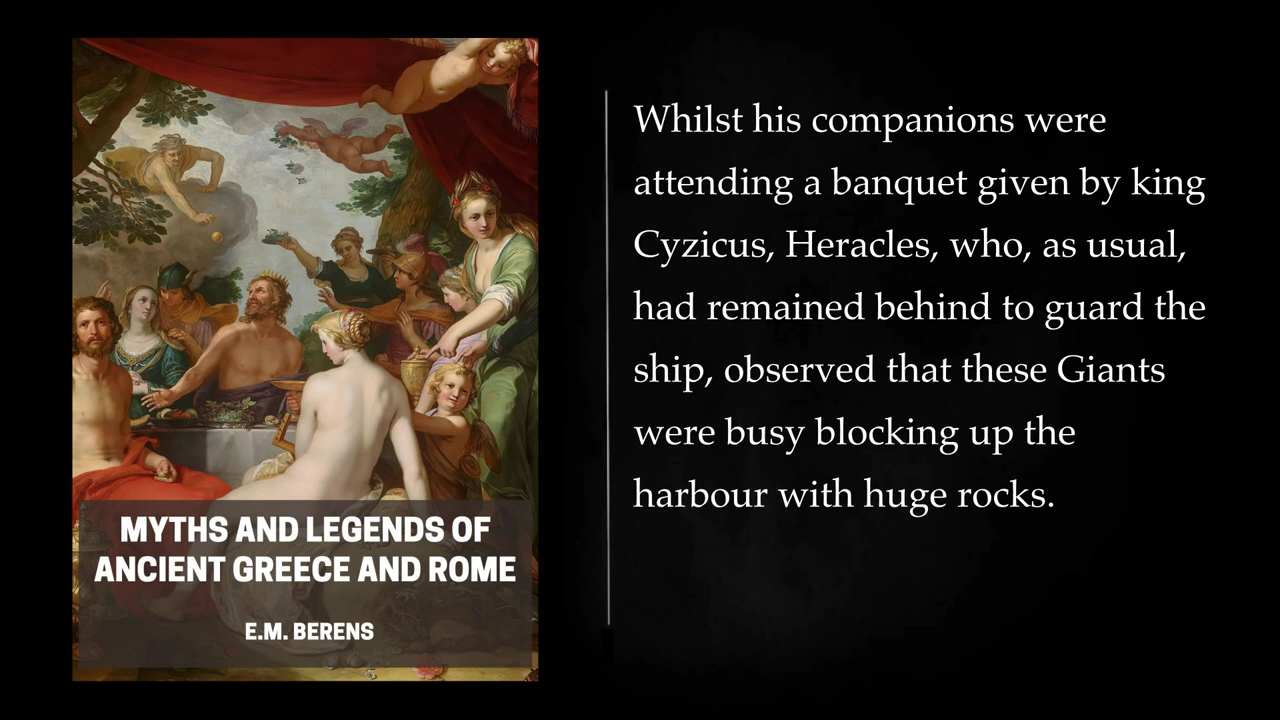 MYTHS AND LEGENDS OF
ANCIENT GREECE AND ROME
E.M. BERENS
Whilst his companions were
attending a banquet given by king
Cyzicus, Heracles, who, as usual,
had remained behind to guard the
ship, observed that these Giants
were busy blocking up the
harbour with huge rocks.